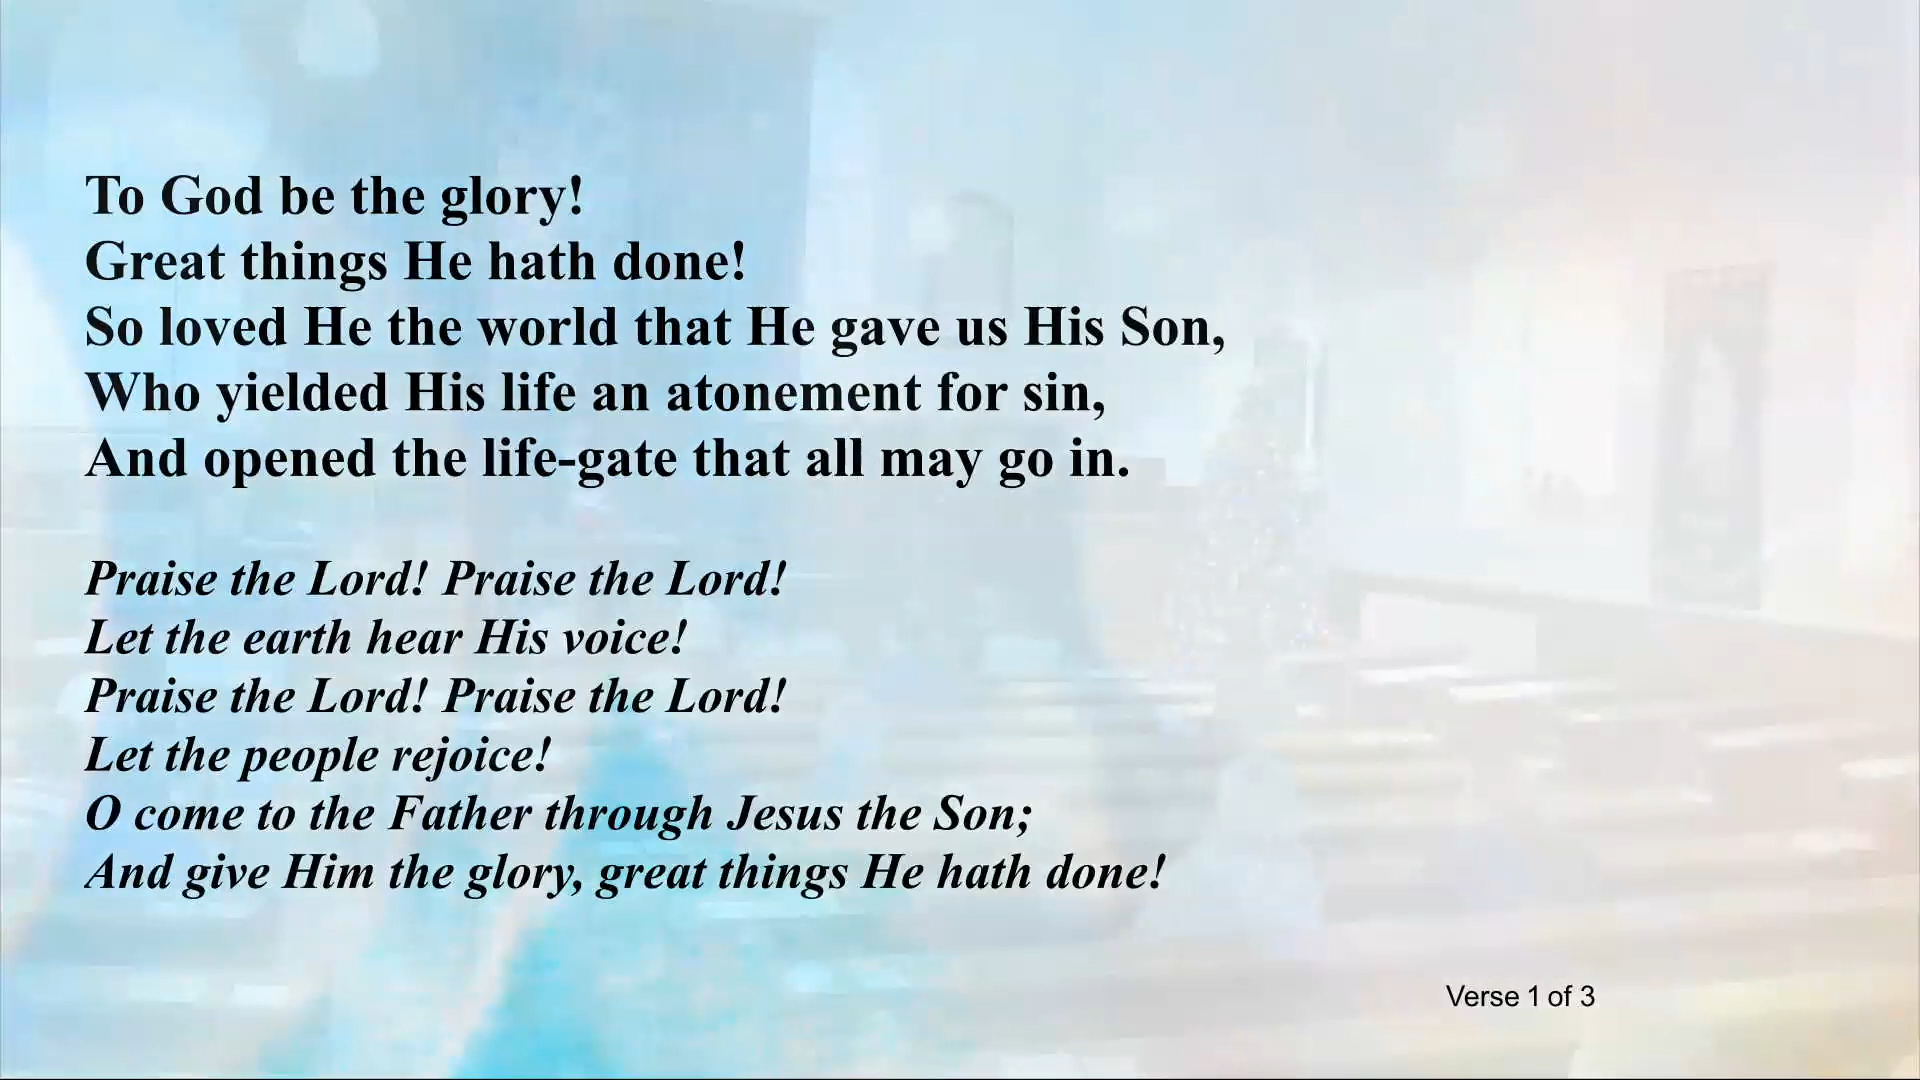 To God be the glory!
Great things He hath done!
So loved He the world that He gave us His Son,
Who yielded His life an atonement for sin,
And opened the life-gate that all may go in.
Praise the Lord! Praise the Lord!
Let the earth hear His voice!
Praise the Lord! Praise the Lord!
Let the people rejoice!
O come to the Father through Jesus the Son;
And give Him the glory, great things He hath done!
Verse 1 of 3